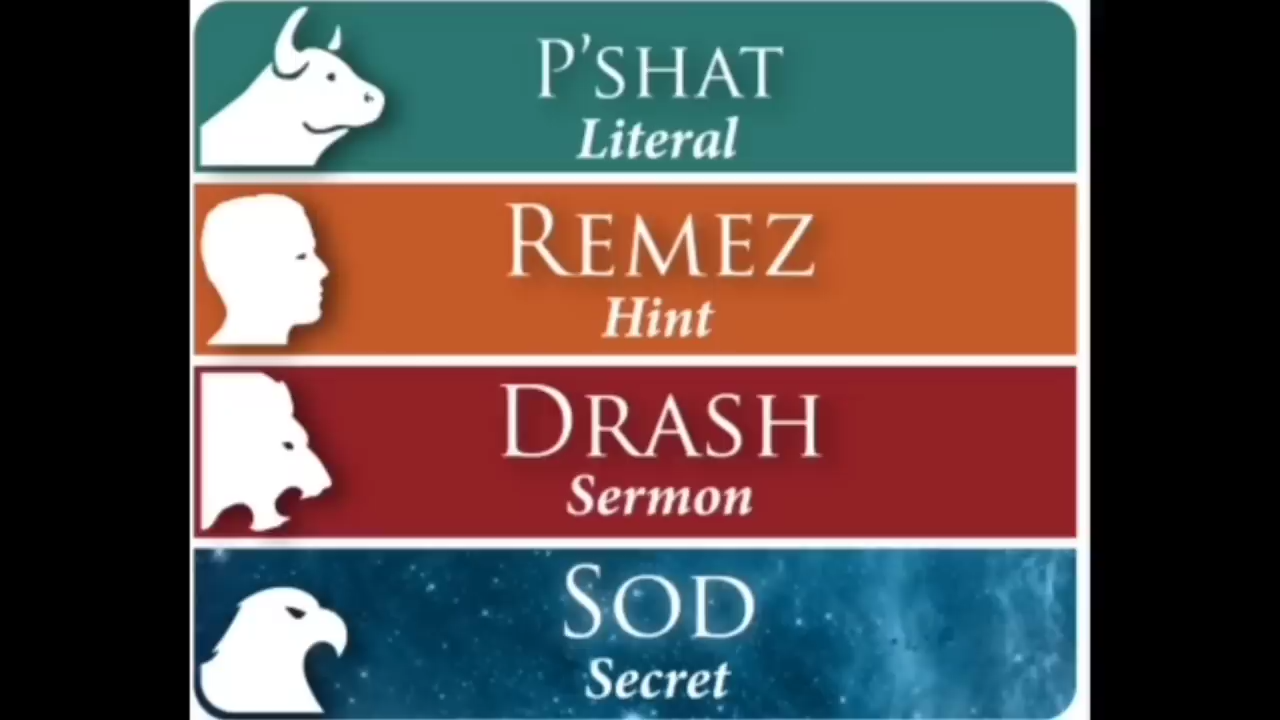 P’SHAT
Literal
REMEZ
Hint
DRASH
Sermon
SOD
Secret